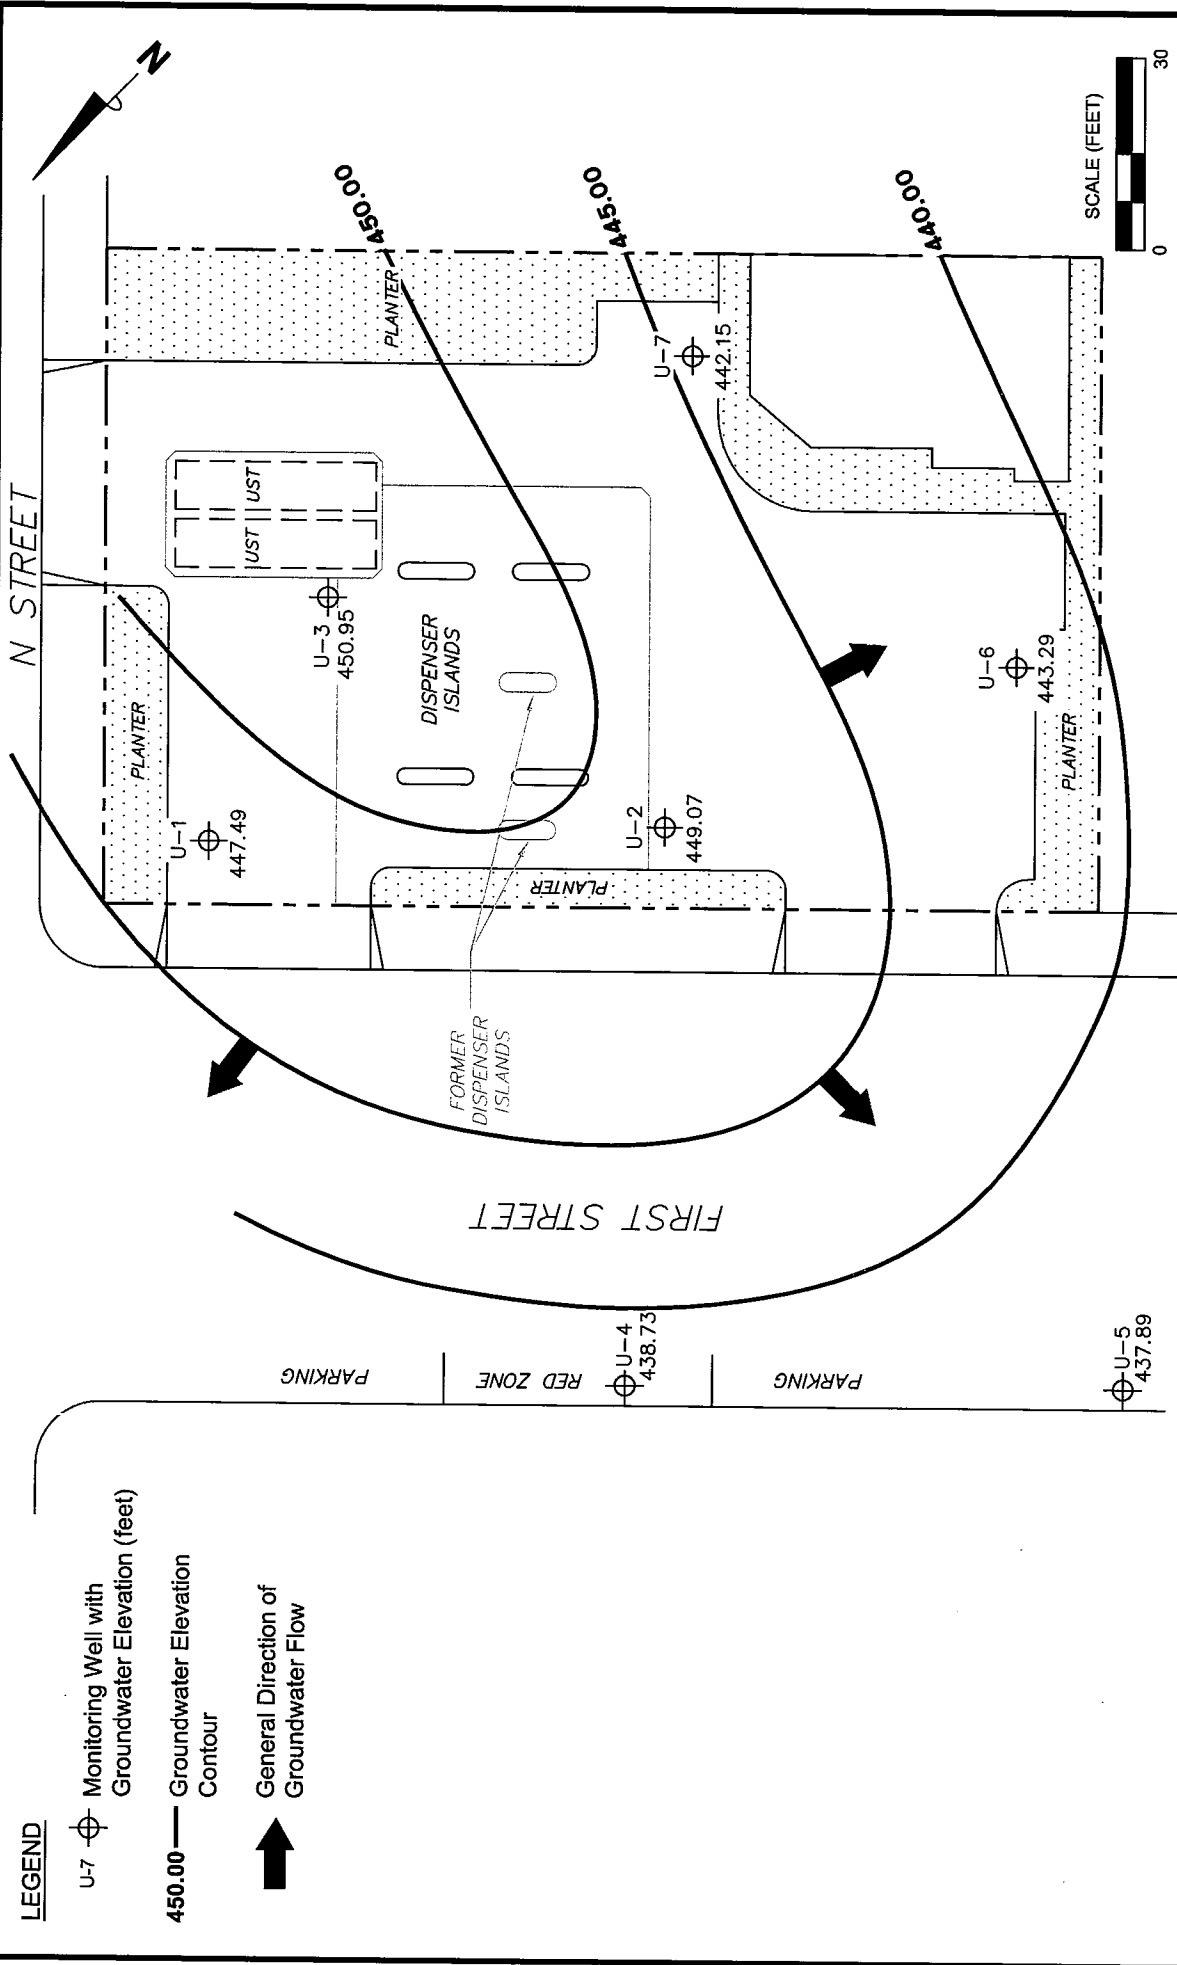 LEGEND
U-7
Monitoring Well with
Groundwater Elevation (feet)
450.00
Groundwater Elevation
Contour
General Direction of
Groundwater Flow
N STREET
N
FIRST STREET
PARKING
RED ZONE
PARKING
U-4
438.73
U-5
437.89
FORMER
DISPENSER
ISLANDS
PLANTER
U-1
447.49
U-2
449.07
PLANTER
U-3
450.95
DISPENSER
ISLANDS
UST
UST
PLANTER
450.00
445.00
440.00
U-7
442.15
U-6
443.29
PLANTER
SCALE (FEET)
0
30